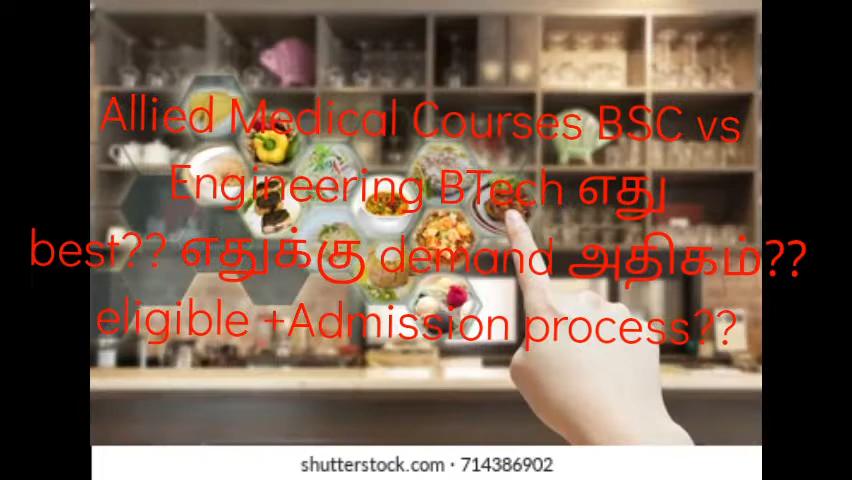 Allied Medical Courses BSC vs
Engineering BTech எது
best?? எதுக்கு demand அதிகம்??
eligible +Admission process??
shutterstock.com · 714386902